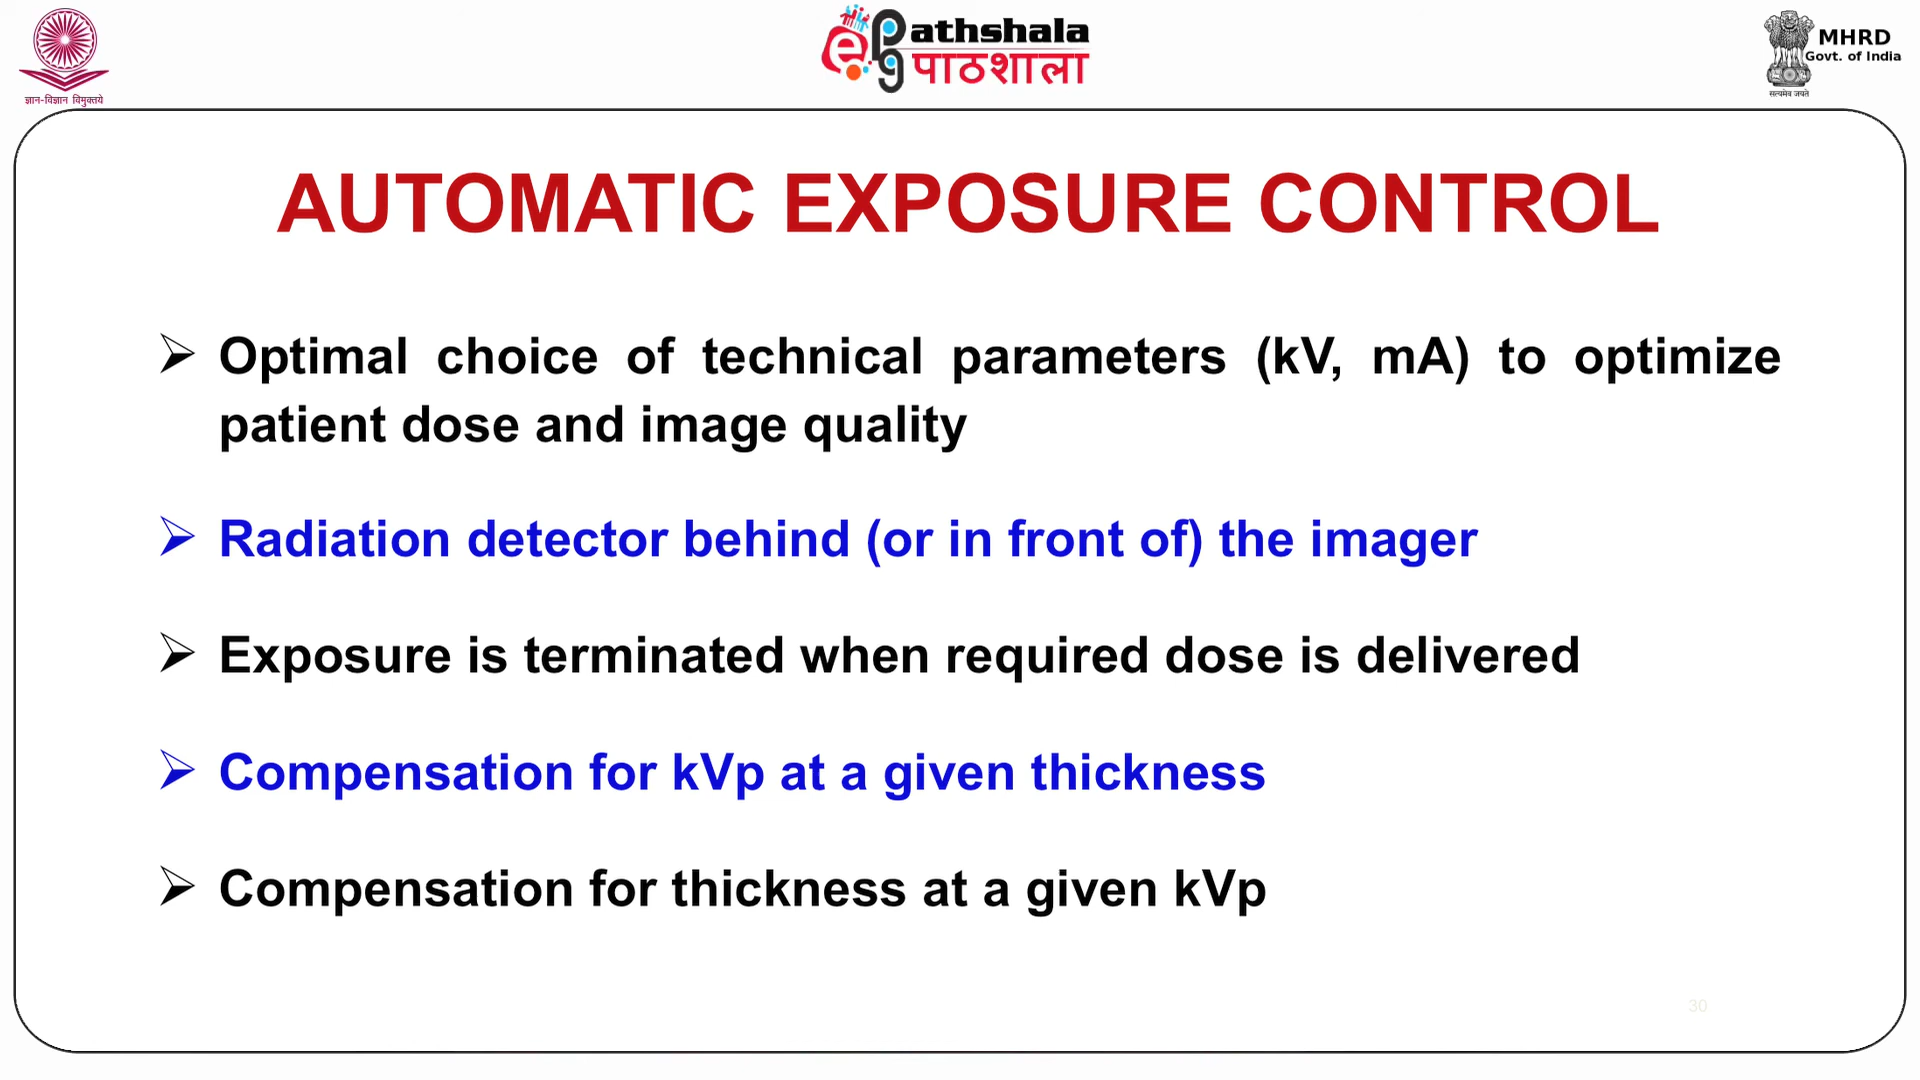 ज्ञान-विज्ञान विमुक्तये
ePathshala
पाठशाला
MHRD
Govt. of India
सत्यमेव जयते
AUTOMATIC EXPOSURE CONTROL
➢ Optimal choice of technical parameters (kV, mA) to optimize
patient dose and image quality
➢ Radiation detector behind (or in front of) the imager
➢ Exposure is terminated when required dose is delivered
➢ Compensation for kVp at a given thickness
➢ Compensation for thickness at a given kVp
30